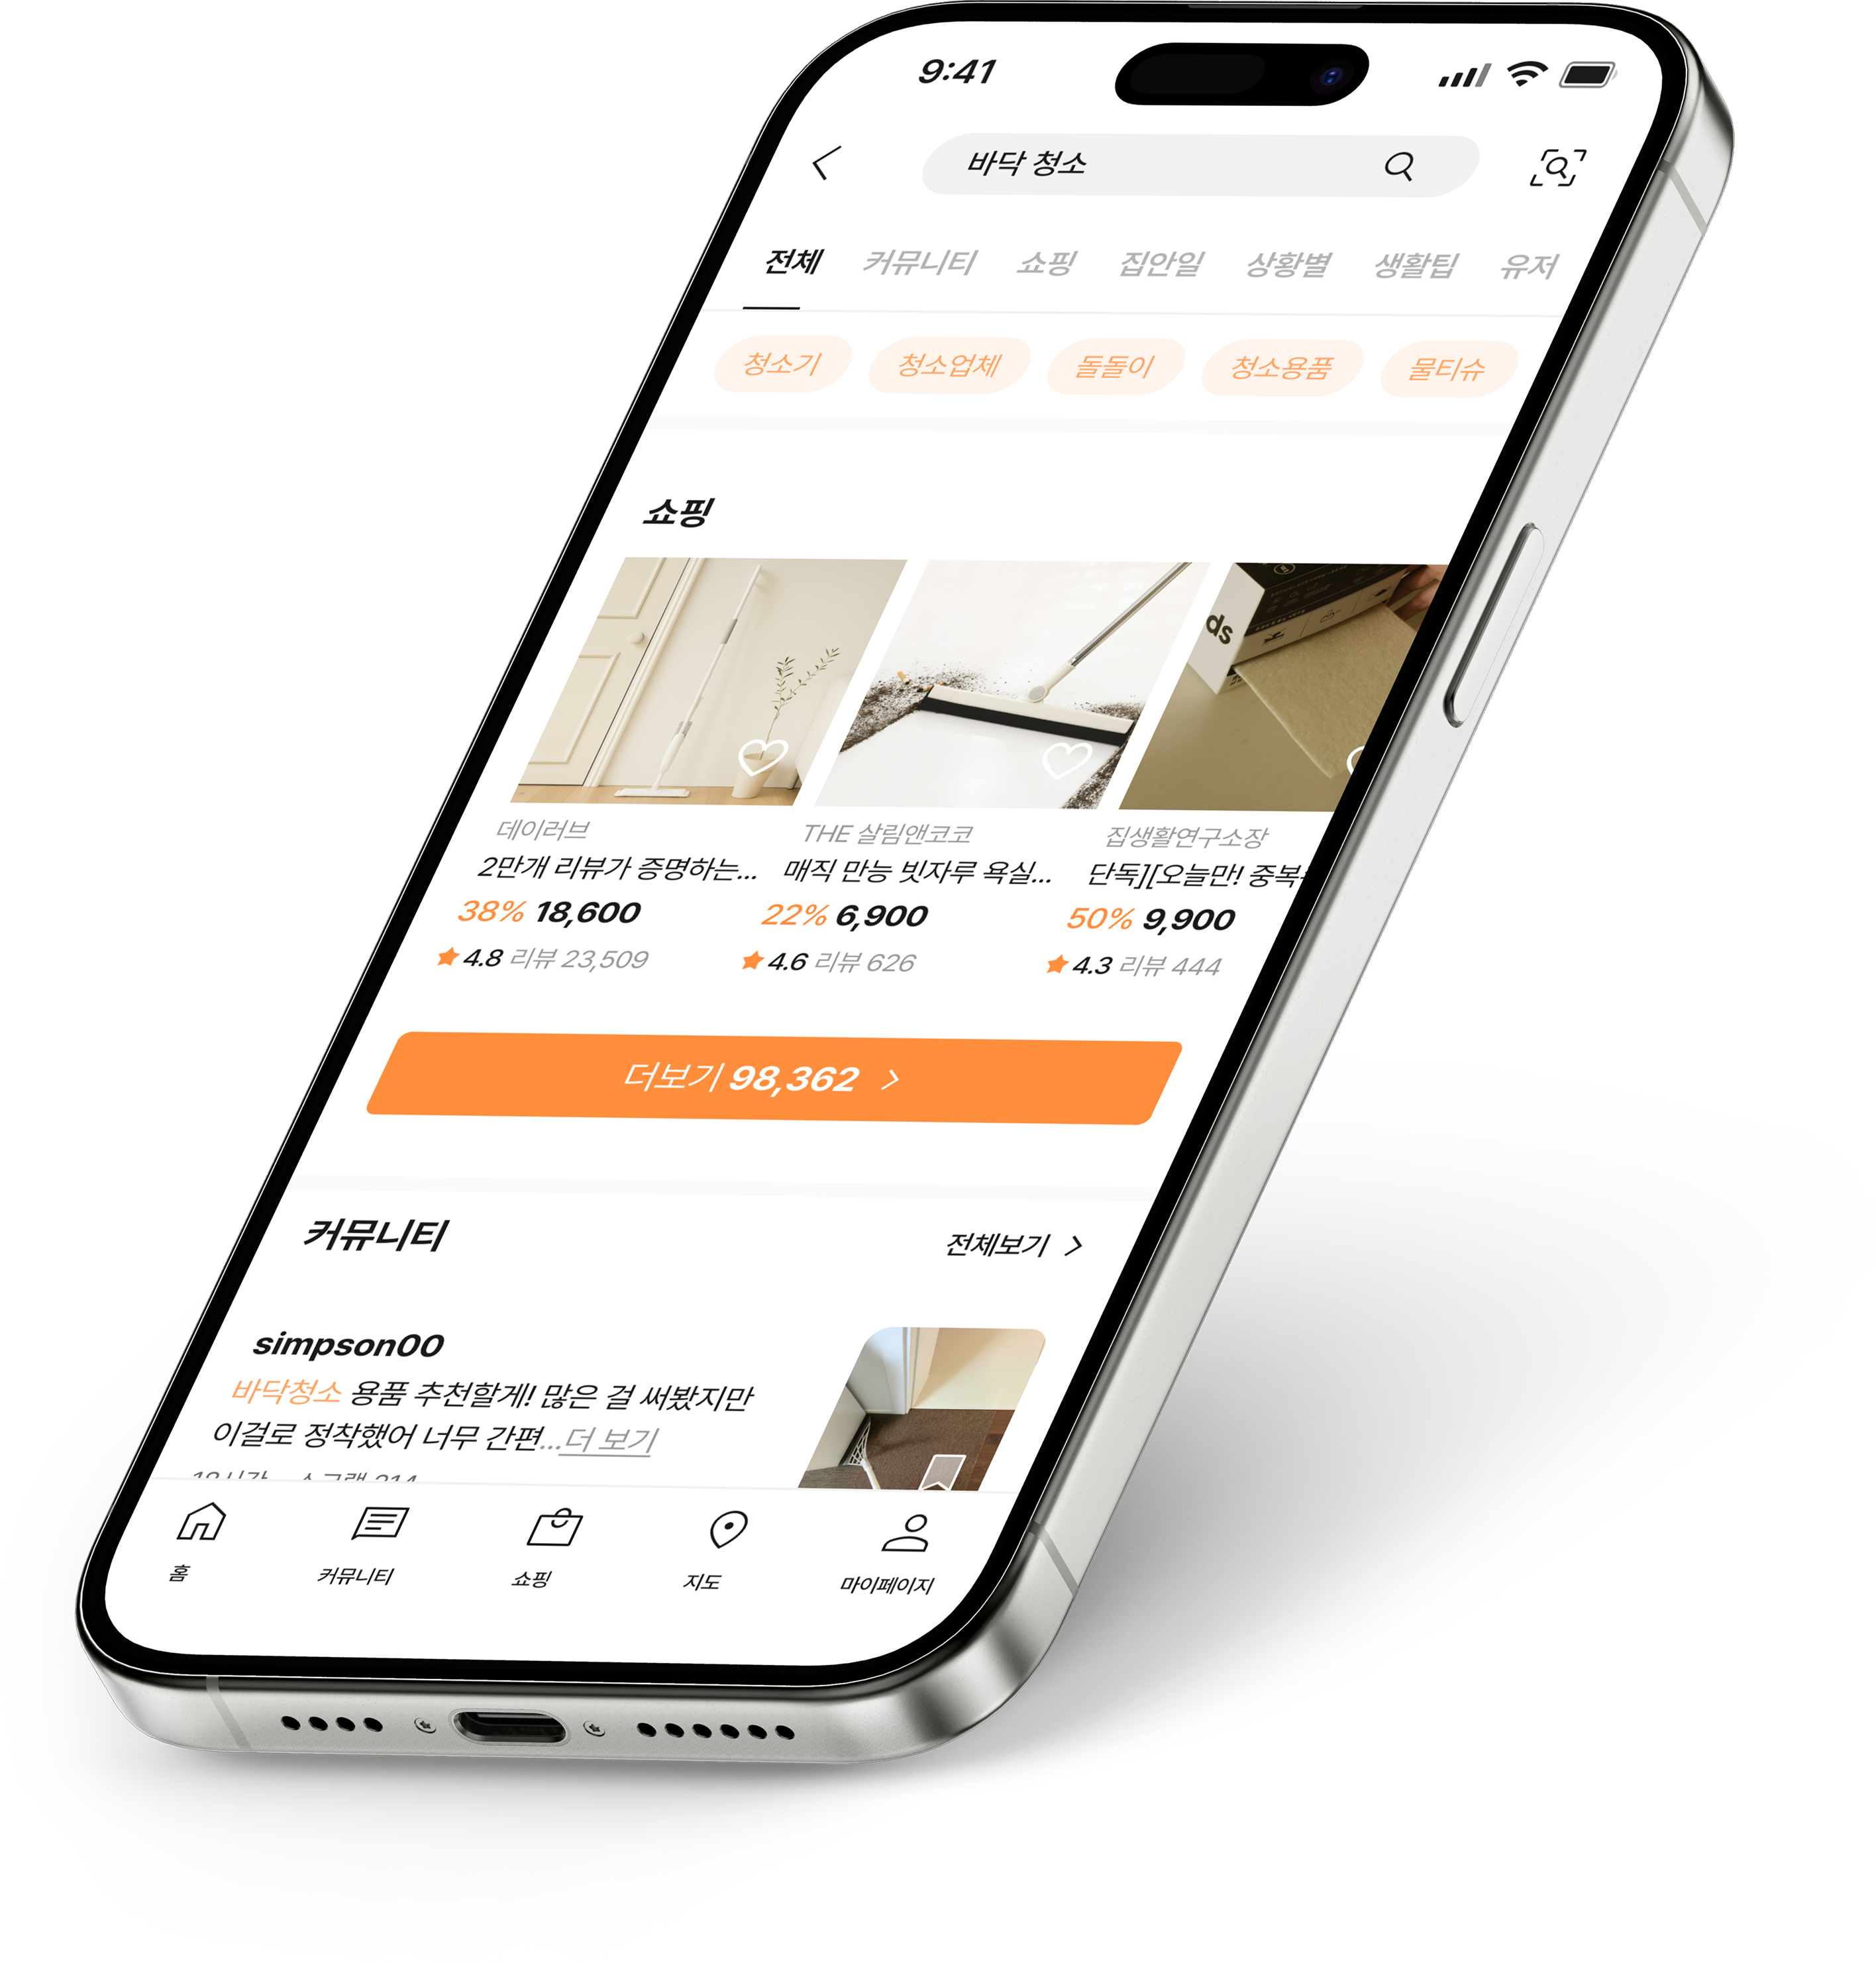 9:41
바닥 청소
전체 커뮤니티 쇼핑 집안일 상황별 생활팁 유저
청소기 청소업체 돌돌이 청소용품 물티슈
쇼핑
ds
데이러브 THE 살림앤코코 집생활연구소장
2만개 리뷰가 증명하는... 매직 만능 빗자루 욕실... 단독][오늘만! 중복
38% 18,600 22% 6,900 50% 9,900
4.8 리뷰 23,509 4.6 리뷰 626 4.3 리뷰 444
더보기 98,362
커뮤니티 전체보기
simpson00
바닥청소 용품 추천할게! 많은 걸 써봤지만
이걸로 정착했어 너무 간편...더 보기
홈 커뮤니티 쇼핑 지도 마이페이지